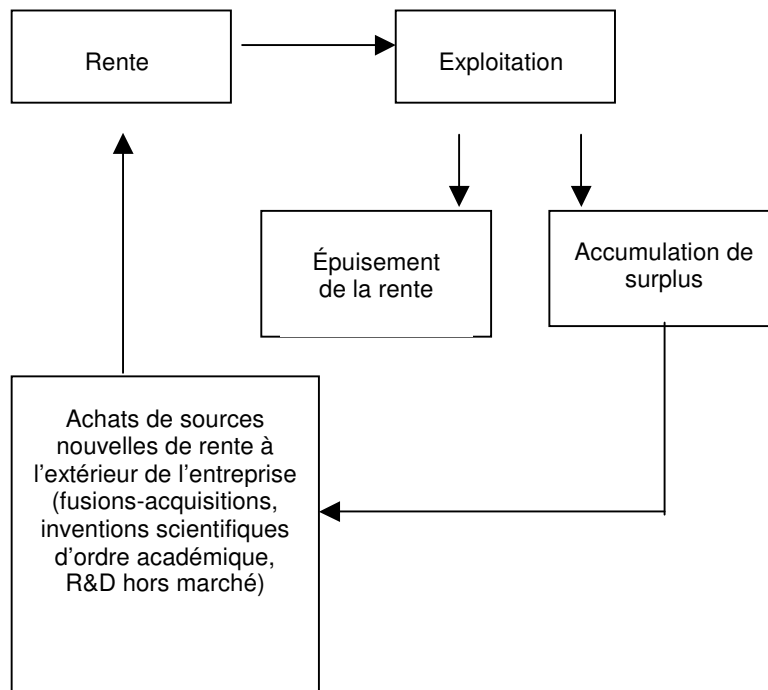 Rente
Exploitation
Épuisement
de la rente
Accumulation de
surplus
Achats de sources
nouvelles de rente à
l’extérieur de l’entreprise
(fusions-acquisitions,
inventions scientifiques
d’ordre académique,
R&D hors marché)